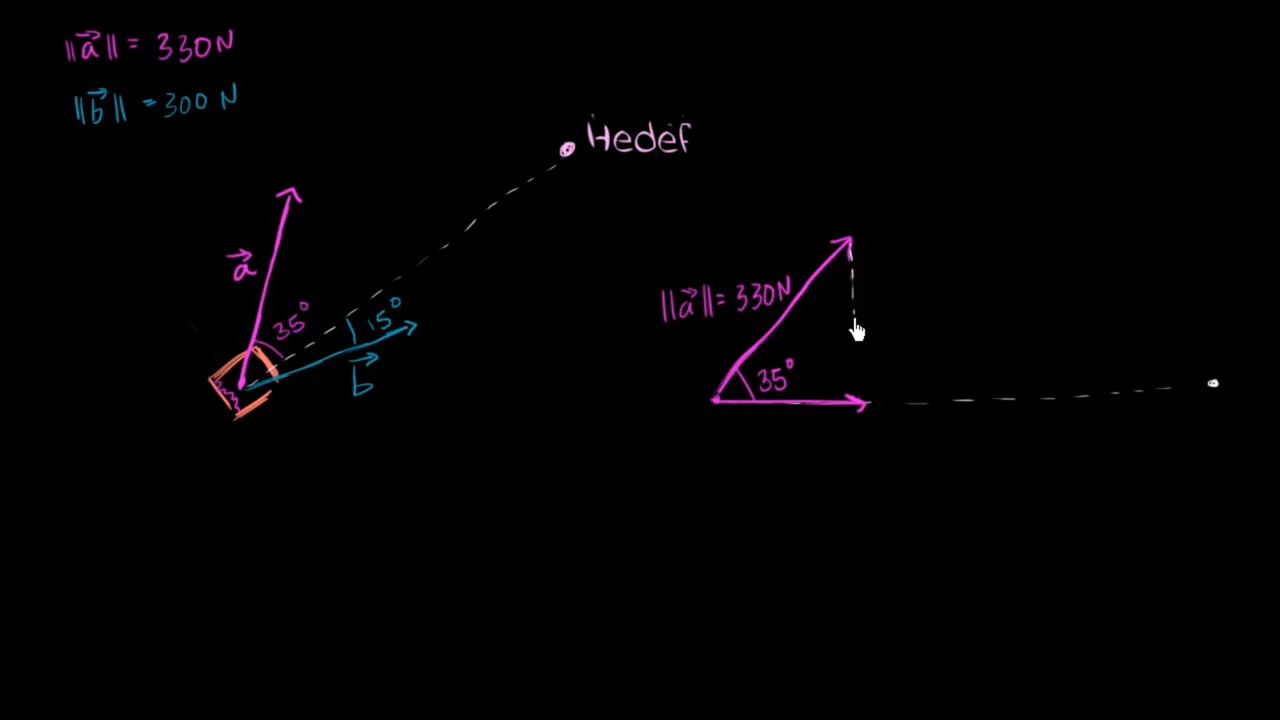 ‖a⃗‖ = 330N
‖b⃗‖ = 300 N
Hedef
a⃗
35°
15°
b⃗
‖a⃗‖ = 330N
35°